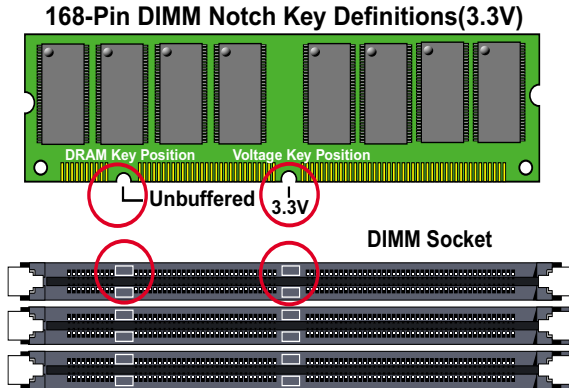 168-Pin DIMM Notch Key Definitions(3.3V)
DRAM Key Position Voltage Key Position
Unbuffered 3.3V
DIMM Socket